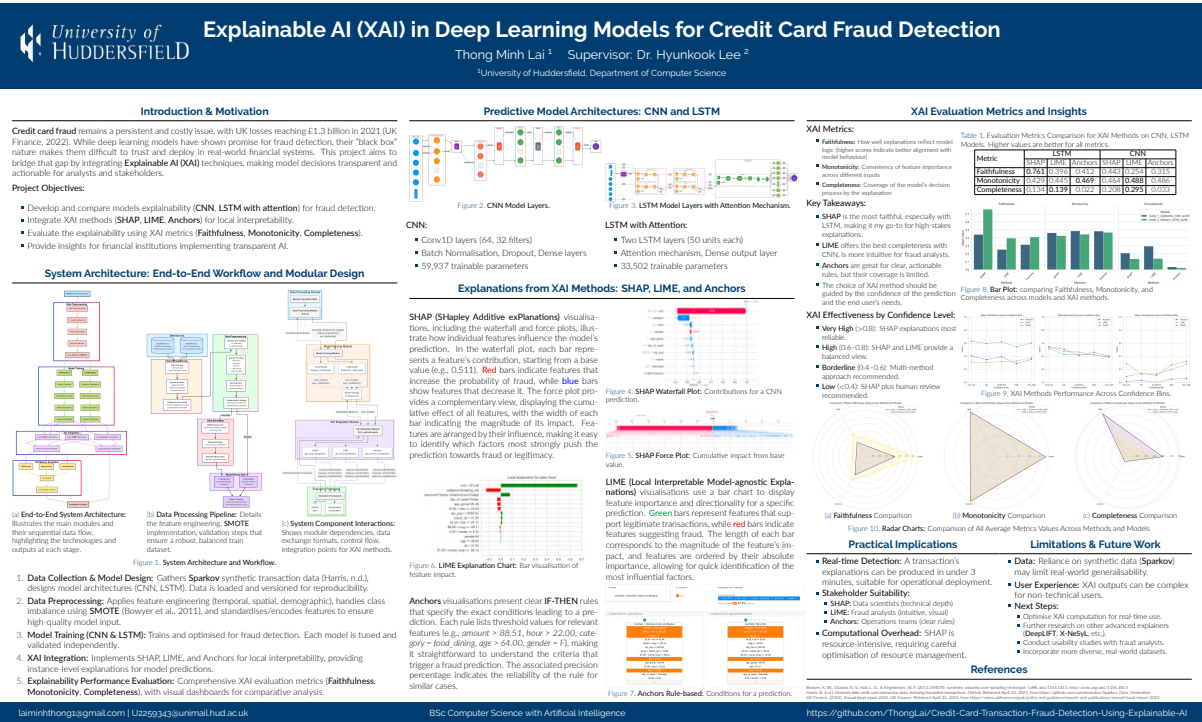 University of
HUDDERSFIELD
Explainable AI (XAI) in Deep Learning Models for Credit Card Fraud Detection
Thong Minh Lai ¹ Supervisor: Dr. Hyunkook Lee ²
¹University of Huddersfield, Department of Computer Science
Introduction & Motivation
Credit card fraud remains a persistent and costly issue, with UK losses reaching £1.3 billion in 2021 (UK
Finance, 2022). While deep learning models have shown promise for fraud detection, their "black box"
nature makes them difficult to trust and deploy in real-world financial systems. This project aims to
bridge that gap by integrating Explainable AI (XAI) techniques, making model decisions transparent and
actionable for analysts and stakeholders.
Project Objectives:
Develop and compare models explainability (CNN, LSTM with attention) for fraud detection.
Integrate XAI methods (SHAP, LIME, Anchors) for local interpretability.
Evaluate the explainability using XAI metrics (Faithfulness, Monotonicity, Completeness).
Provide insights for financial institutions implementing transparent AI.
System Architecture: End-to-End Workflow and Modular Design
(a) End-to-End System Architecture:
Illustrates the main modules and
their sequential data flow,
highlighting the technologies and
outputs at each stage.
(b) Data Processing Pipeline: Details
the feature engineering, SMOTE
integration, validation steps that
ensure a robust, balanced train
dataset.
(c) System Component Interactions:
Shows module dependencies, data
exchange formats, control flow,
integration points for XAI methods.
Figure 1. System Architecture and Workflow.
1. Data Collection & Model Design: Gathers Sparkov synthetic transaction data (Harris, n.d.),
designs model architectures (CNN, LSTM). Data is loaded and versioned for reproducibility.
2. Data Preprocessing: Applies feature engineering (temporal, spatial, demographic), handles class
imbalance using SMOTE (Bowyer et al., 2011), and standardises/encodes features to ensure
high-quality model input.
3. Model Training (CNN & LSTM): Trains and optimised for fraud detection. Each model is tuned and
validated independently.
4. XAI Integration: Implements SHAP, LIME, and Anchors for local interpretability, providing
instance-level explanations for model predictions.
5. Explainability Performance Evaluation: Comprehensive XAI evaluation metrics (Faithfulness,
Monotonicity, Completeness), with visual dashboards for comparative analysis.
Predictive Model Architectures: CNN and LSTM
Figure 2. CNN Model Layers.
Figure 3. LSTM Model Layers with Attention Mechanism.
CNN:
Conv1D layers (64, 32 filters)
Batch Normalisation, Dropout, Dense layers
59,937 trainable parameters
LSTM with Attention:
Two LSTM layers (50 units each)
Attention mechanism, Dense output layer
33,502 trainable parameters
Explanations from XAI Methods: SHAP, LIME, and Anchors
SHAP (SHapley Additive exPlanations) visualisa-
tions, including the waterfall and force plots, illus-
trate how individual features influence the model's
prediction. In the waterfall plot, each bar repre-
sents a feature's contribution, starting from a base
value (e.g., 0.511). Red bars indicate features that
increase the probability of fraud, while blue bars
show features that decrease it. The force plot pro-
vides a complementary view, displaying the cumu-
lative effect of all features, with the width of each
bar indicating the magnitude of its impact. Fea-
tures are arranged by their influence, making it easy
to identify which factors most strongly push the
prediction towards fraud or legitimacy.
Figure 4. SHAP Waterfall Plot: Contributions for a CNN
prediction.
Figure 5. SHAP Force Plot: Cumulative impact from base
value.
Figure 6. LIME Explanation Chart: Bar visualisation of
feature impact.
LIME (Local Interpretable Model-agnostic Expla-
nations) visualisations use a bar chart to display
feature importance and directionality for a specific
prediction. Green bars represent features that sup-
port legitimate transactions, while red bars indicate
features suggesting fraud. The length of each bar
corresponds to the magnitude of the feature's im-
pact, and features are ordered by their absolute
importance, allowing for quick identification of the
most influential factors.
Anchors visualisations present clear IF-THEN rules
that specify the exact conditions leading to a pre-
diction. Each rule lists threshold values for relevant
features (e.g., amount > 88.51, hour > 22.00, cate-
gory = food_dining, age > 66.00, gender = F), making
it straightforward to understand the criteria that
trigger a fraud prediction. The associated precision
percentage indicates the reliability of the rule for
similar cases.
Figure 7. Anchors Rule-based: Conditions for a prediction.
XAI Evaluation Metrics and Insights
XAI Metrics:
Faithfulness: How well explanations reflect model
logic (higher scores indicate better alignment with
model behaviour)
Monotonicity: Consistency of feature importance
across different inputs
Completeness: Coverage of the model's decision
process by the explanation
Table 1. Evaluation Metrics Comparison for XAI Methods on CNN, LSTM
Models. Higher values are better for all metrics.
Metric LSTM CNN
SHAP LIME Anchors SHAP LIME Anchors
Faithfulness 0.761 0.396 0.412 0.443 0.254 0.315
Monotonicity 0.429 0.445 0.469 0.464 0.488 0.486
Completeness 0.134 0.139 0.022 0.208 0.295 0.033
Key Takeaways:
SHAP is the most faithful, especially with
LSTM, making it my go-to for high-stakes
explanations.
LIME offers the best completeness with
CNN, is more intuitive for fraud analysts.
Anchors are great for clear, actionable
rules, but their coverage is limited.
The choice of XAI method should be
guided by the confidence of the prediction
and the end user's needs.
Figure 8. Bar Plot: comparing Faithfulness, Monotonicity, and
Completeness across models and XAI methods.
XAI Effectiveness by Confidence Level:
Very High (>0.8): SHAP explanations most
reliable.
High (0.6–0.8): SHAP and LIME provide a
balanced view.
Borderline (0.4–0.6): Multi-method
approach recommended.
Low (<0.4): SHAP plus human review
recommended.
Figure 9. XAI Methods Performance Across Confidence Bins.
(a) Faithfulness Comparison
(b) Monotonicity Comparison
(c) Completeness Comparison
Figure 10. Radar Charts: Comparison of All Average Metrics Values Across Methods and Models
Practical Implications
Real-time Detection: A transaction's
explanations can be produced in under 3
minutes, suitable for operational deployment.
Stakeholder Suitability:
SHAP: Data scientists (technical depth)
LIME: Fraud analysts (intuitive, visual)
Anchors: Operations teams (clear rules)
Computational Overhead: SHAP is
resource-intensive, requiring careful
optimisation of resource management.
Limitations & Future Work
Data: Reliance on synthetic data (Sparkov)
may limit real-world generalisability.
User Experience: XAI outputs can be complex
for non-technical users.
Next Steps:
Optimise XAI computation for real-time use.
Further research on other advanced explainers
(DeepLIFT, X-NeSyL, etc.).
Conduct usability studies with fraud analysts.
Incorporate more diverse, real-world datasets.
References
laiminhthong1@gmail.com | U2259343@unimail.hud.ac.uk
BSc Computer Science with Artificial Intelligence
https://github.com/ThongLai/Credit-Card-Transaction-Fraud-Detection-Using-Explainable-AI